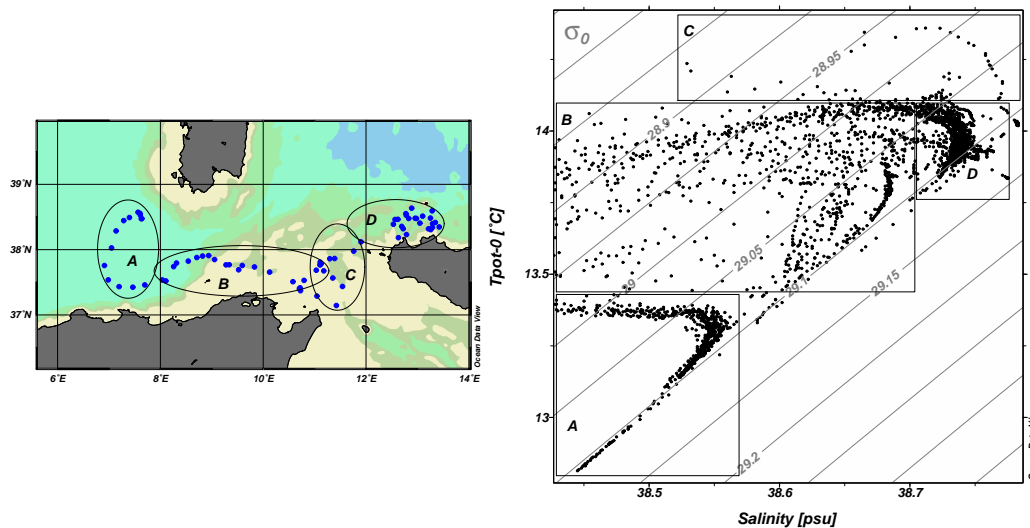 39˚N
38˚N
37˚N
6˚E
8˚E
10˚E
12˚E
14˚E
A
B
C
D
Ocean Data View
σ0
C
B
D
A
28.95
28.9
29.05
29
29.1
29.15
29.2
14
13.5
13
Tpot-0 [˚C]
38.5
38.6
38.7
Salinity [psu]